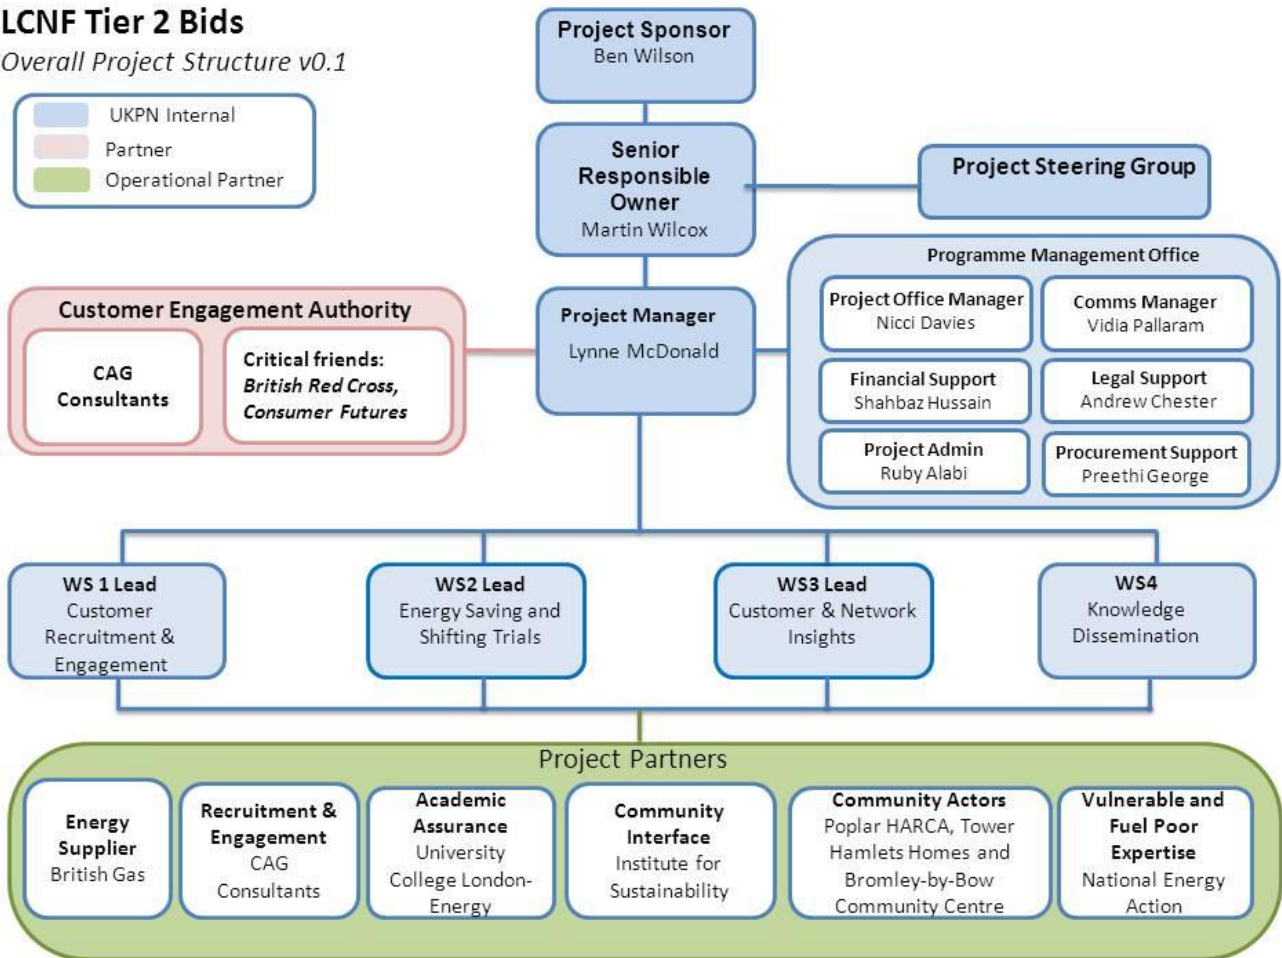 LCNF Tier 2 Bids
Overall Project Structure v0.1
UKPN Internal
Partner
Operational Partner
Project Sponsor
Ben Wilson
Senior
Responsible
Owner
Martin Wilcox
Project Steering Group
Customer Engagement Authority
CAG
Consultants
Critical friends:
British Red Cross,
Consumer Futures
Project Manager
Lynne McDonald
Programme Management Office
Project Office Manager
Nicci Davies
Comms Manager
Vidia Pallaram
Financial Support
Shahbaz Hussain
Legal Support
Andrew Chester
Project Admin
Ruby Alabi
Procurement Support
Preethi George
WS 1 Lead
Customer
Recruitment &
Engagement
WS2 Lead
Energy Saving and
Shifting Trials
WS3 Lead
Customer & Network
Insights
WS4
Knowledge
Dissemination
Project Partners
Energy
Supplier
British Gas
Recruitment &
Engagement
CAG
Consultants
Academic
Assurance
University
College London-
Energy
Community
Interface
Institute for
Sustainability
Community Actors
Poplar HARCA, Tower
Hamlets Homes and
Bromley-by-Bow
Community Centre
Vulnerable and
Fuel Poor
Expertise
National Energy
Action